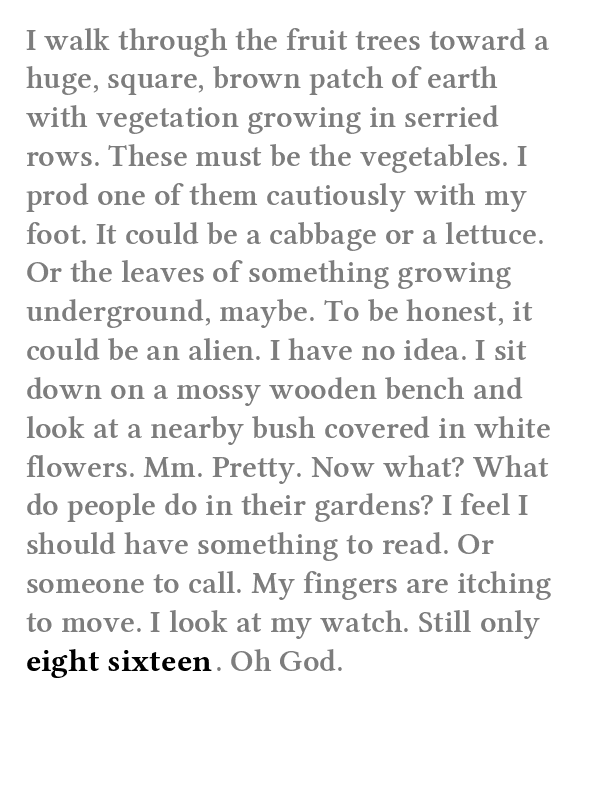 I walk through the fruit trees toward a
huge, square, brown patch of earth
with vegetation growing in serried
rows. These must be the vegetables. I
prod one of them cautiously with my
foot. It could be a cabbage or a lettuce.
Or the leaves of something growing
underground, maybe. To be honest, it
could be an alien. I have no idea. I sit
down on a mossy wooden bench and
look at a nearby bush covered in white
flowers. Mm. Pretty. Now what? What
do people do in their gardens? I feel I
should have something to read. Or
someone to call. My fingers are itching
to move. I look at my watch. Still only
eight sixteen. Oh God.